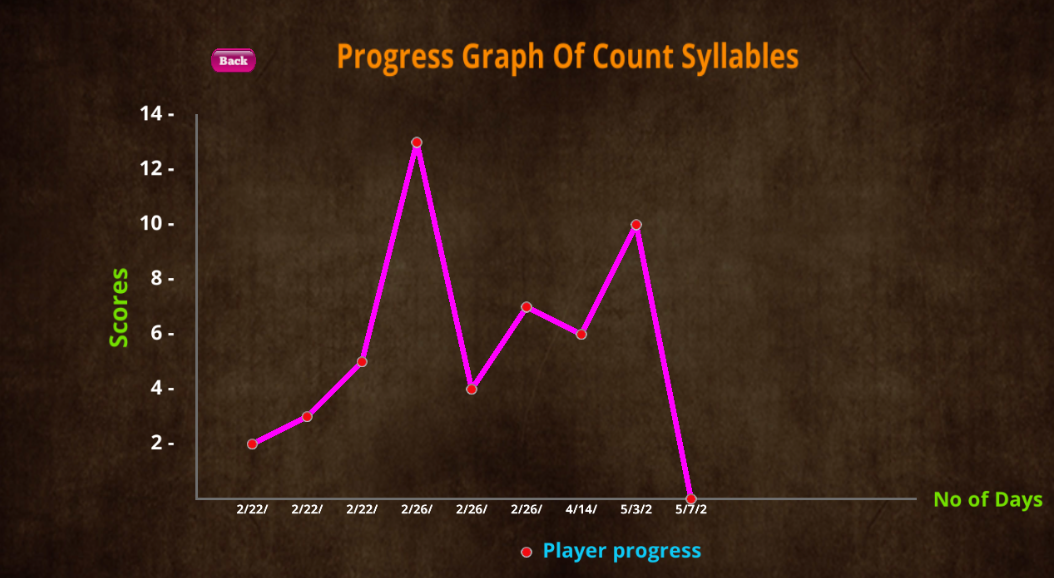 Back
Progress Graph Of Count Syllables
14 -
12 -
10 -
8 -
6 -
4 -
2 -
Scores
2/22/ 2/22/ 2/22/ 2/26/ 2/26/ 2/26/ 4/14/ 5/3/2 5/7/2
No of Days
Player progress